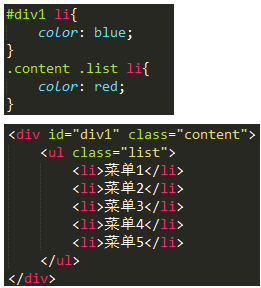 #div1 li{
    color: blue;
}
.content .list li{
    color: red;
}
<div id="div1" class="content">
    <ul class="list">
        <li>菜单1</li>
        <li>菜单2</li>
        <li>菜单3</li>
        <li>菜单4</li>
        <li>菜单5</li>
    </ul>
</div>